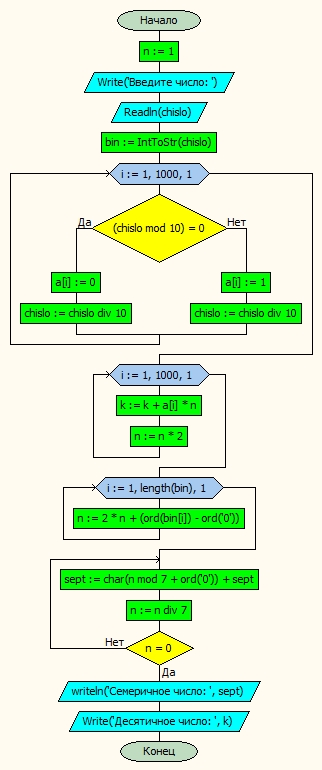 Начало
n := 1
Write('Введите число: ')
Readln(chislo)
bin := IntToStr(chislo)
i := 1, 1000, 1
Да
(chislo mod 10) = 0
Нет
a[i] := 0
a[i] := 1
chislo := chislo div 10
chislo := chislo div 10
i := 1, 1000, 1
k := k + a[i] * n
n := n * 2
i := 1, length(bin), 1
n := 2 * n + (ord(bin[i]) - ord('0'))
sept := char(n mod 7 + ord('0')) + sept
n := n div 7
Нет
n = 0
Да
writeln('Семеричное число: ', sept)
Write('Десятичное число: ', k)
Конец